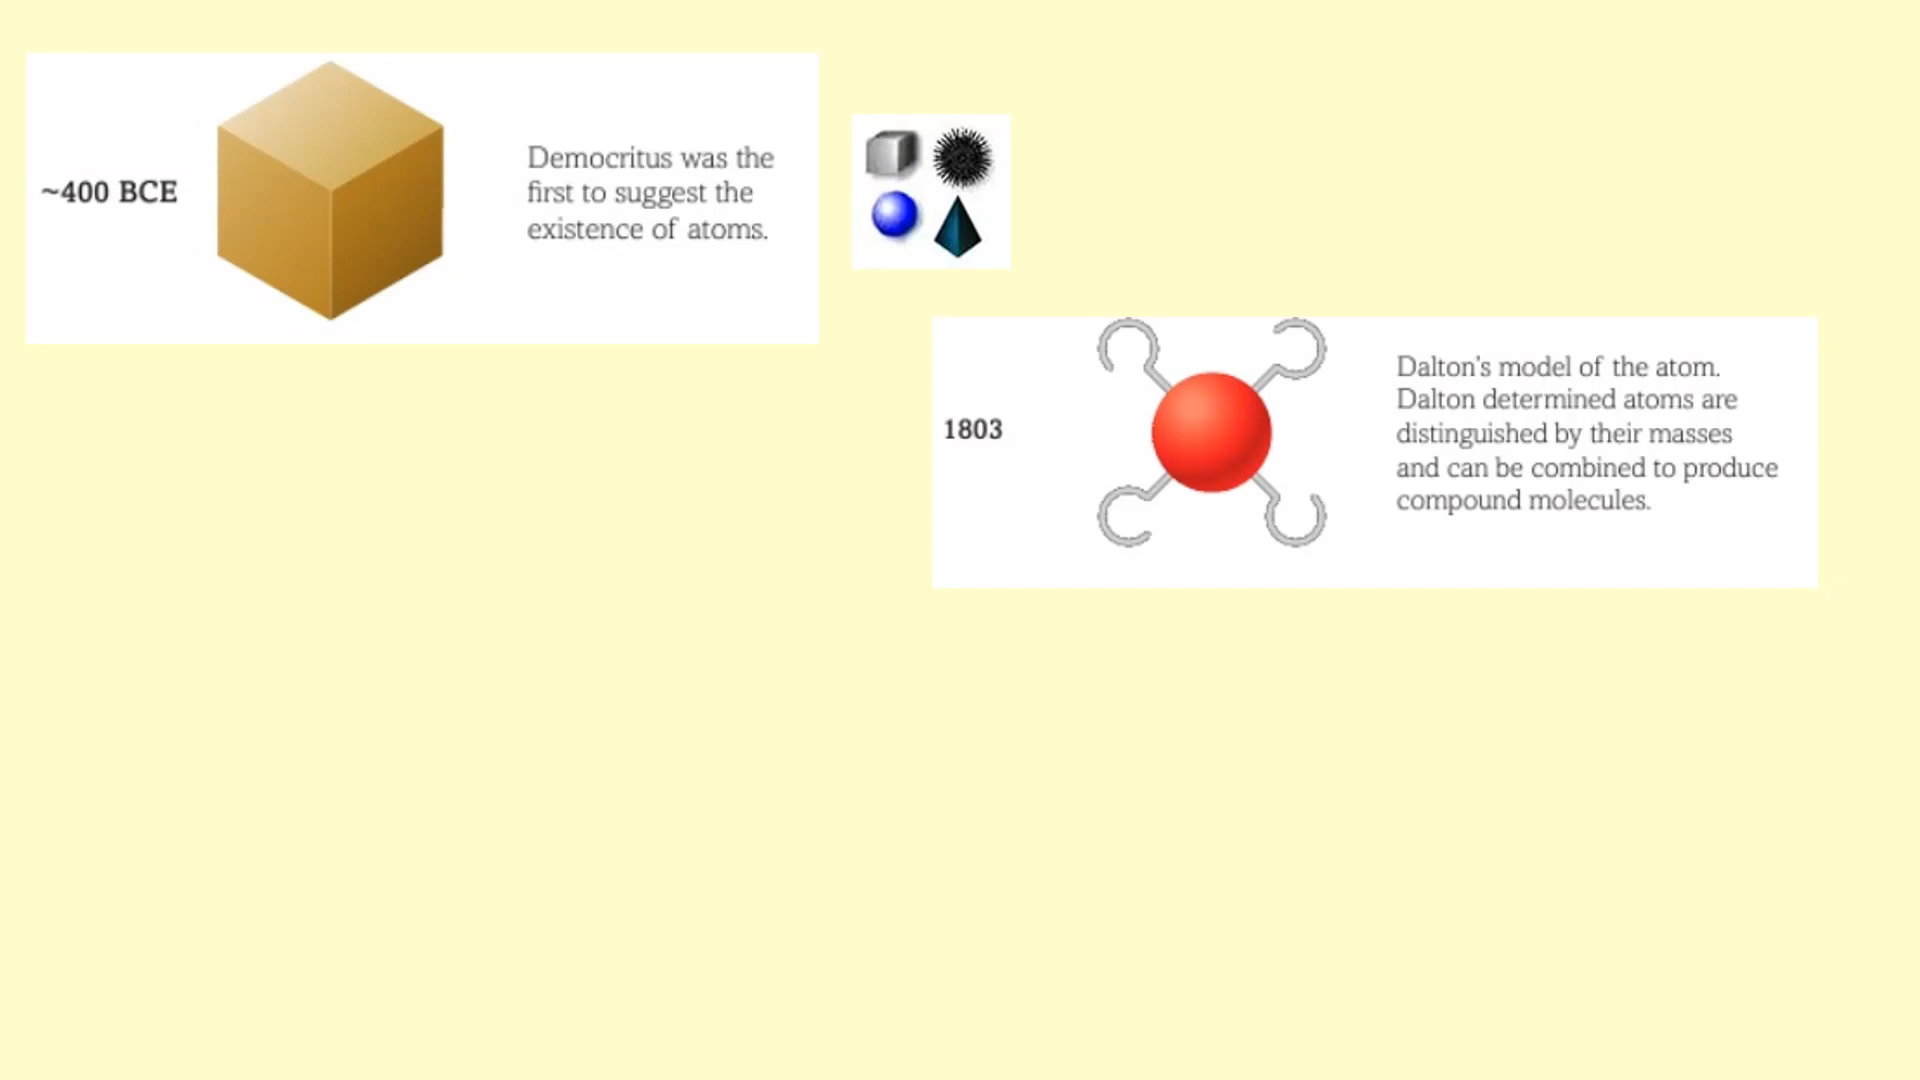 ~400 BCE
Democritus was the
first to suggest the
existence of atoms.
1803
Dalton's model of the atom.
Dalton determined atoms are
distinguished by their masses
and can be combined to produce
compound molecules.